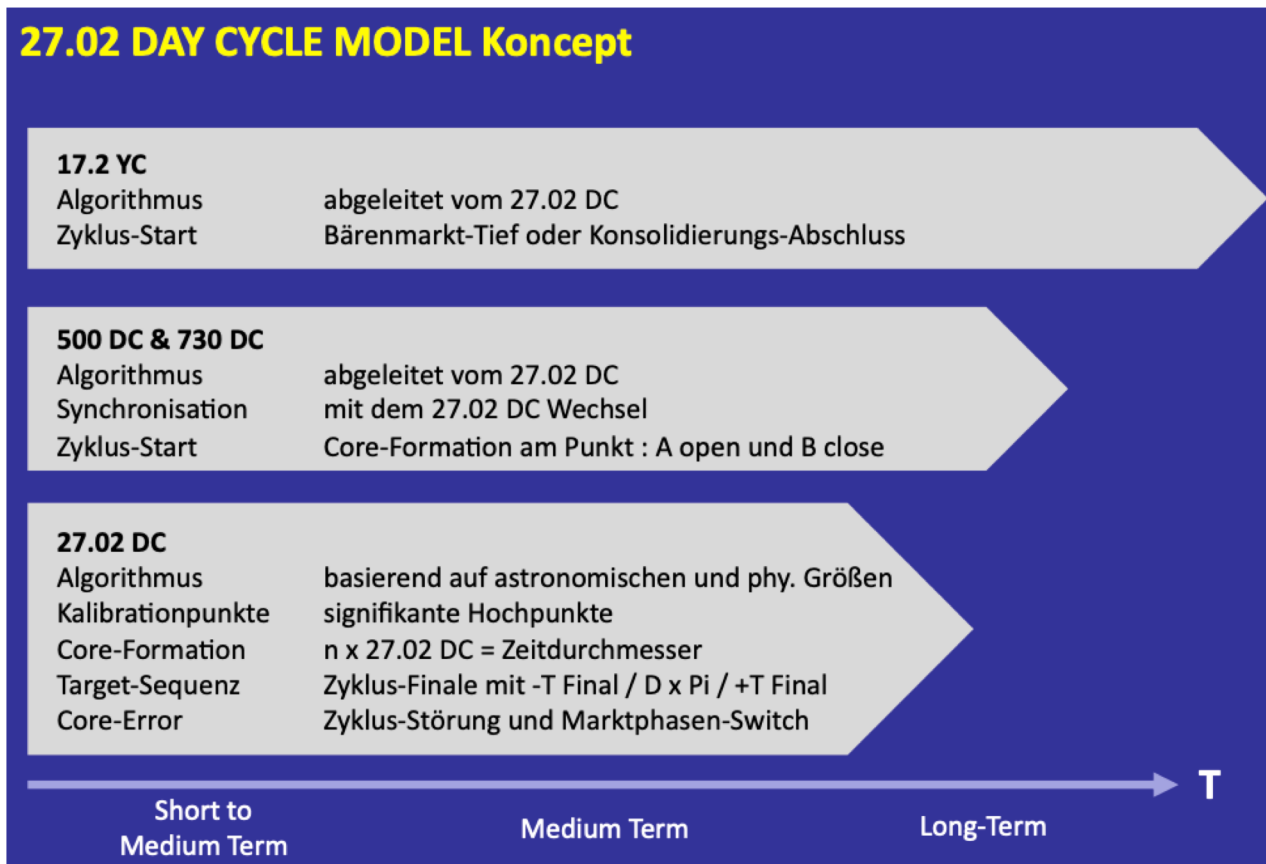 27.02 DAY CYCLE MODEL Koncept
17.2 YC
Algorithmus abgeleitet vom 27.02 DC
Zyklus-Start Bärenmarkt-Tief oder Konsolidierungs-Abschluss
500 DC & 730 DC
Algorithmus abgeleitet vom 27.02 DC
Synchronisation mit dem 27.02 DC Wechsel
Zyklus-Start Core-Formation am Punkt : A open und B close
27.02 DC
Algorithmus basierend auf astronomischen und phy. Größen
Kalibrationpunkte signifikante Hochpunkte
Core-Formation n x 27.02 DC = Zeitdurchmesser
Target-Sequenz Zyklus-Finale mit -T Final / D x Pi / +T Final
Core-Error Zyklus-Störung und Marktphasen-Switch
T
Short to
Medium Term
Medium Term
Long-Term